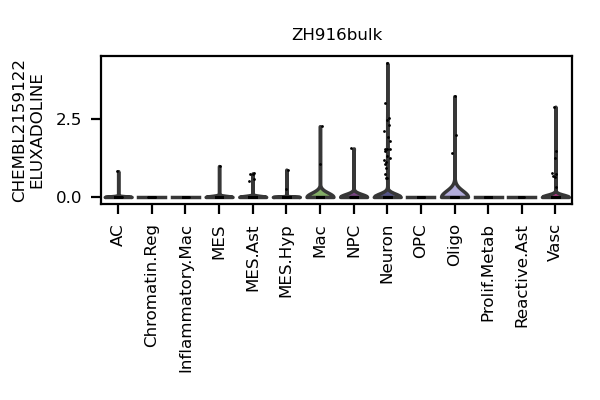 ZH916bulk
CHEMBL2159122
ELUXADOLINE
2.5
0.0
AC
Chromatin.Reg
Inflammatory.Mac
MES
MES.Ast
MES.Hyp
Mac
NPC
Neuron
OPC
Oligo
Prolif.Metab
Reactive.Ast
Vasc